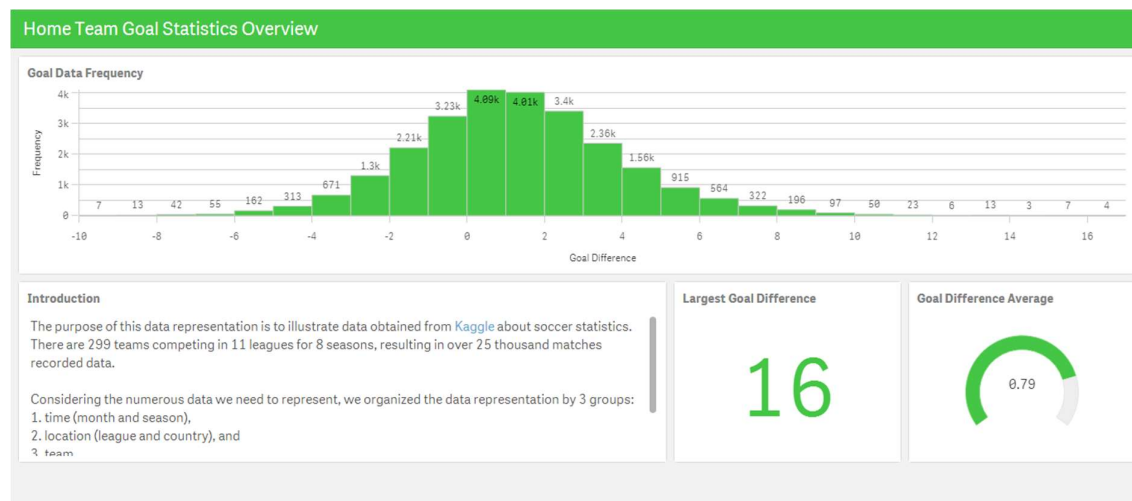 Home Team Goal Statistics Overview
Goal Data Frequency
4k
3k
2k
1k
0
Frequency
7 13 42 55 162 313 671 1.3k 2.21k 3.23k 4.09k 4.01k 3.4k 2.36k 1.56k 915 564 322 196 97 50 23 6 13 3 7 4
-10 -8 -6 -4 -2 0 2 4 6 8 10 12 14 16
Goal Difference
Introduction
The purpose of this data representation is to illustrate data obtained from Kaggle about soccer statistics.
There are 299 teams competing in 11 leagues for 8 seasons, resulting in over 25 thousand matches
recorded data.
Considering the numerous data we need to represent, we organized the data representation by 3 groups:
1. time (month and season),
2. location (league and country), and
3. team
Largest Goal Difference
16
Goal Difference Average
0.79